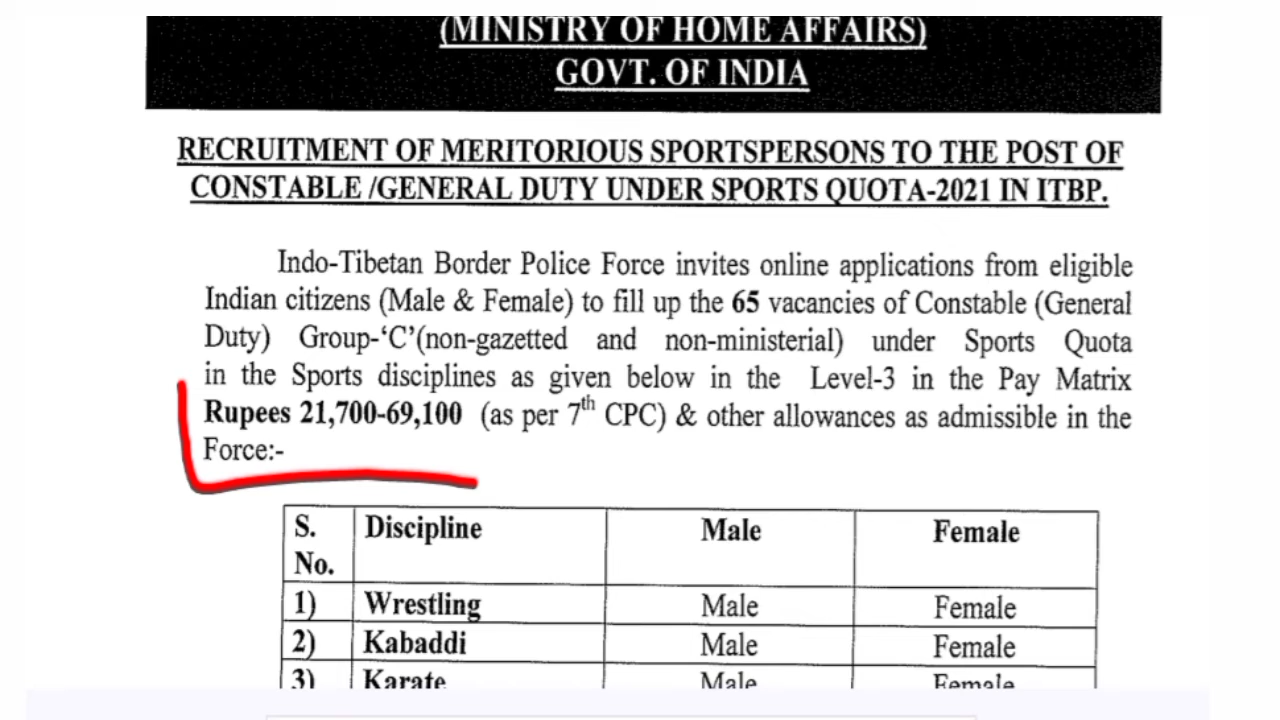 (MINISTRY OF HOME AFFAIRS)
GOVT. OF INDIA
RECRUITMENT OF MERITORIOUS SPORTSPERSONS TO THE POST OF
CONSTABLE /GENERAL DUTY UNDER SPORTS QUOTA-2021 IN ITBP.
Indo-Tibetan Border Police Force invites online applications from eligible
Indian citizens (Male & Female) to fill up the 65 vacancies of Constable (General
Duty) Group-‘C’(non-gazetted and non-ministerial) under Sports Quota
in the Sports disciplines as given below in the Level-3 in the Pay Matrix
Rupees 21,700-69,100 (as per 7th CPC) & other allowances as admissible in the
Force:-
S. No. Discipline Male Female
1) Wrestling Male Female
2) Kabaddi Male Female
3) Karate Male Female